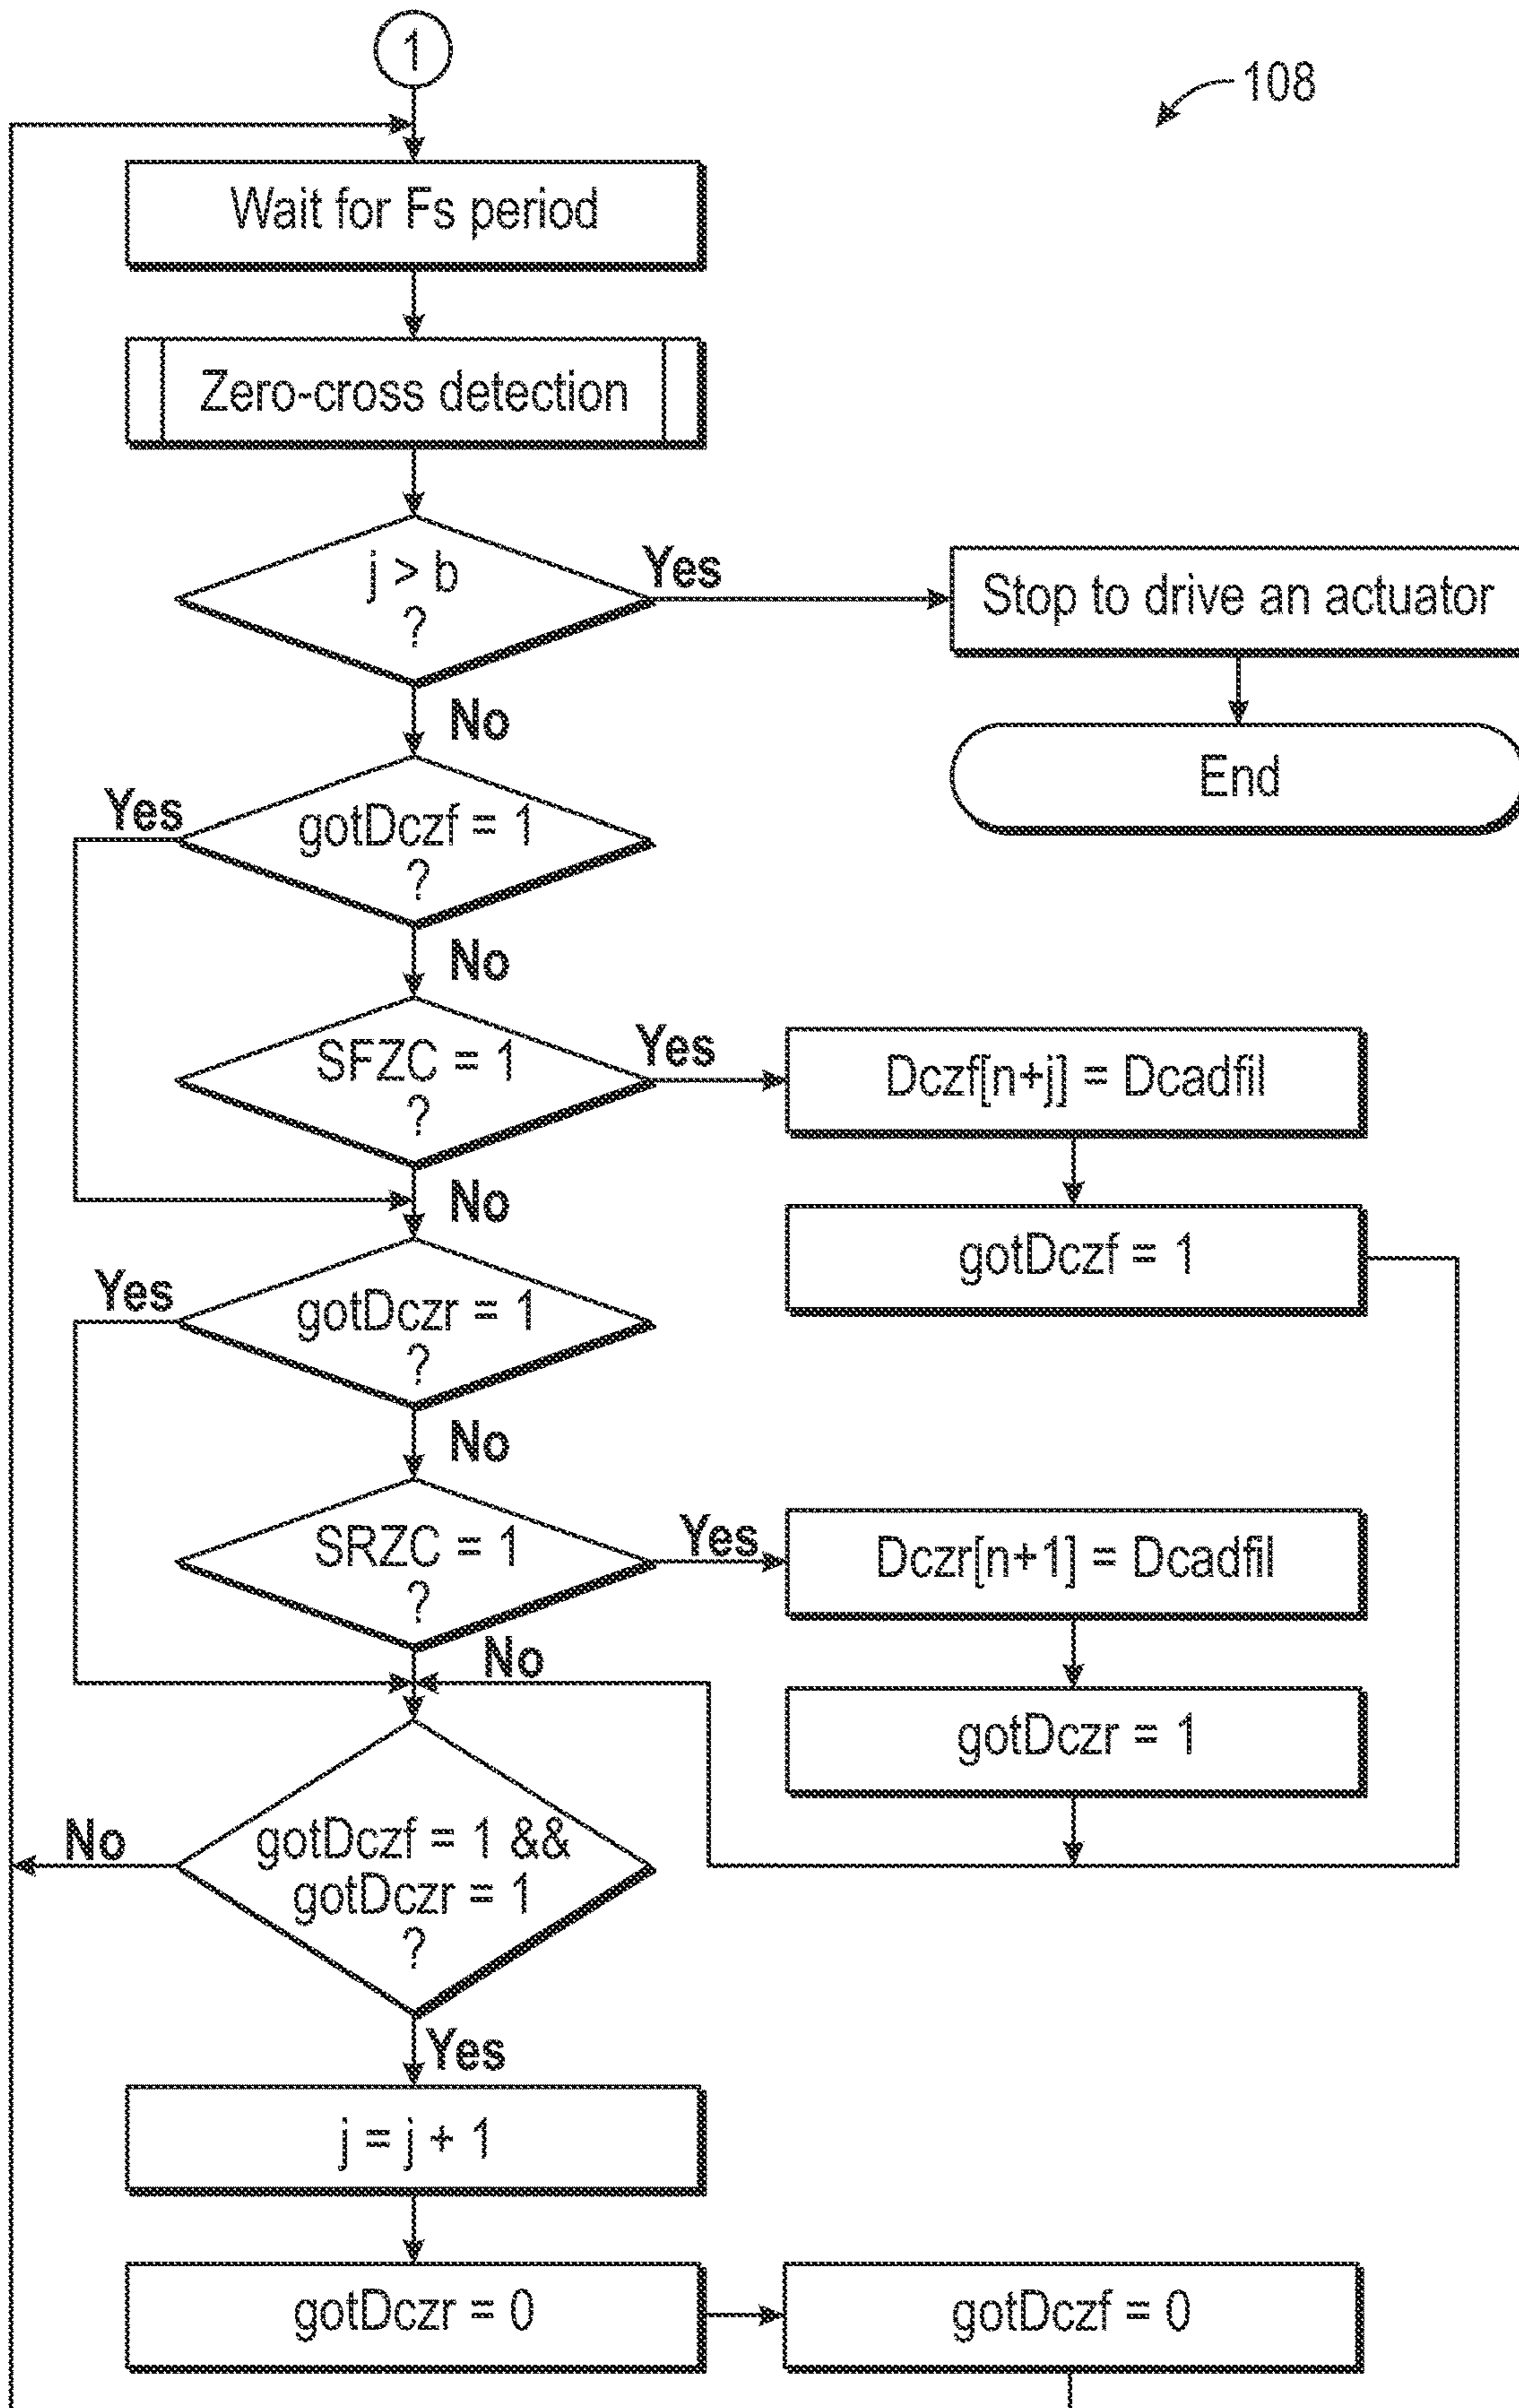 1
108
Wait for Fs period
Zero-cross detection
j > b
?
Yes
Stop to drive an actuator
No
End
Yes
gotDczf = 1
?
No
SFZC = 1
?
Yes
Dczf[n+j] = Dcadfil
No
gotDczf = 1
Yes
gotDczr = 1
?
No
SRZC = 1
?
Yes
Dczr[n+1] = Dcadfil
No
gotDczr = 1
No
gotDczf = 1 &&
gotDczr = 1
?
Yes
j = j + 1
gotDczr = 0
gotDczf = 0